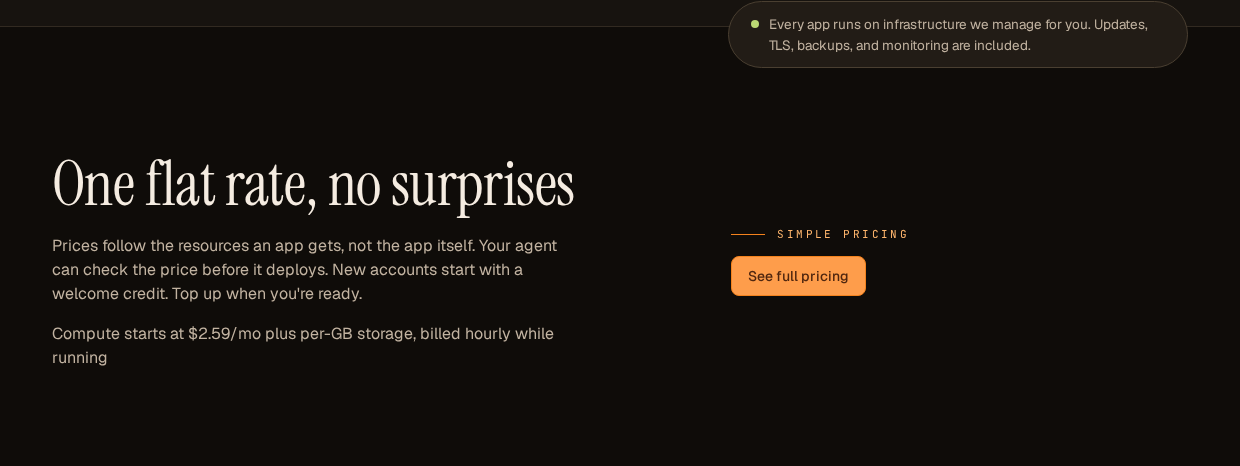 Every app runs on infrastructure we manage for you. Updates,
TLS, backups, and monitoring are included.
One flat rate, no surprises
Prices follow the resources an app gets, not the app itself. Your agent
can check the price before it deploys. New accounts start with a
welcome credit. Top up when you're ready.
Compute starts at $2.59/mo plus per-GB storage, billed hourly while
running
SIMPLE PRICING
See full pricing